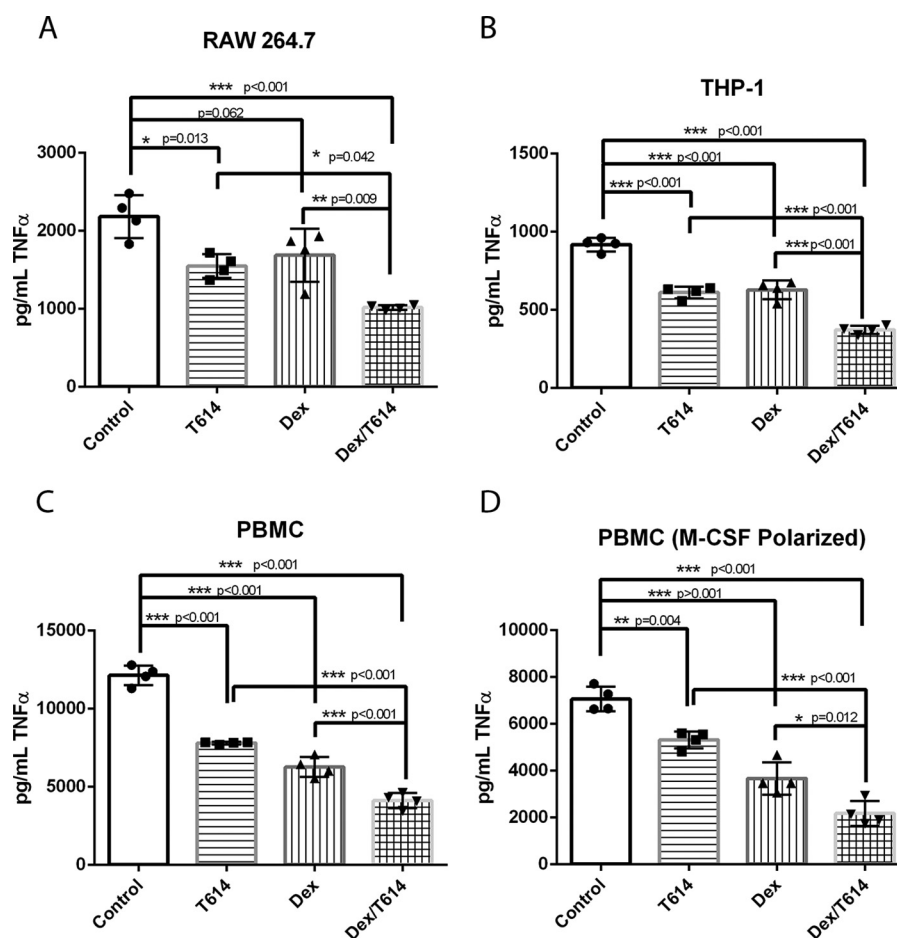 A
RAW 264.7
*** p<0.001
p=0.062
* p=0.013
* p=0.042
** p=0.009
3000
2000
1000
0
pg/mL TNFα
Control
T614
Dex
Dex/T614
B
THP-1
*** p<0.001
*** p<0.001
*** p<0.001
*** p<0.001
*** p<0.001
1500
1000
500
0
pg/mL TNFα
Control
T614
Dex
Dex/T614
C
PBMC
*** p<0.001
*** p<0.001
*** p<0.001
*** p<0.001
*** p<0.001
15000
10000
5000
0
pg/mL TNFα
Control
T614
Dex
Dex/T614
D
PBMC (M-CSF Polarized)
*** p<0.001
*** p>0.001
** p=0.004
*** p<0.001
* p=0.012
10000
8000
6000
4000
2000
0
pg/mL TNFα
Control
T614
Dex
Dex/T614